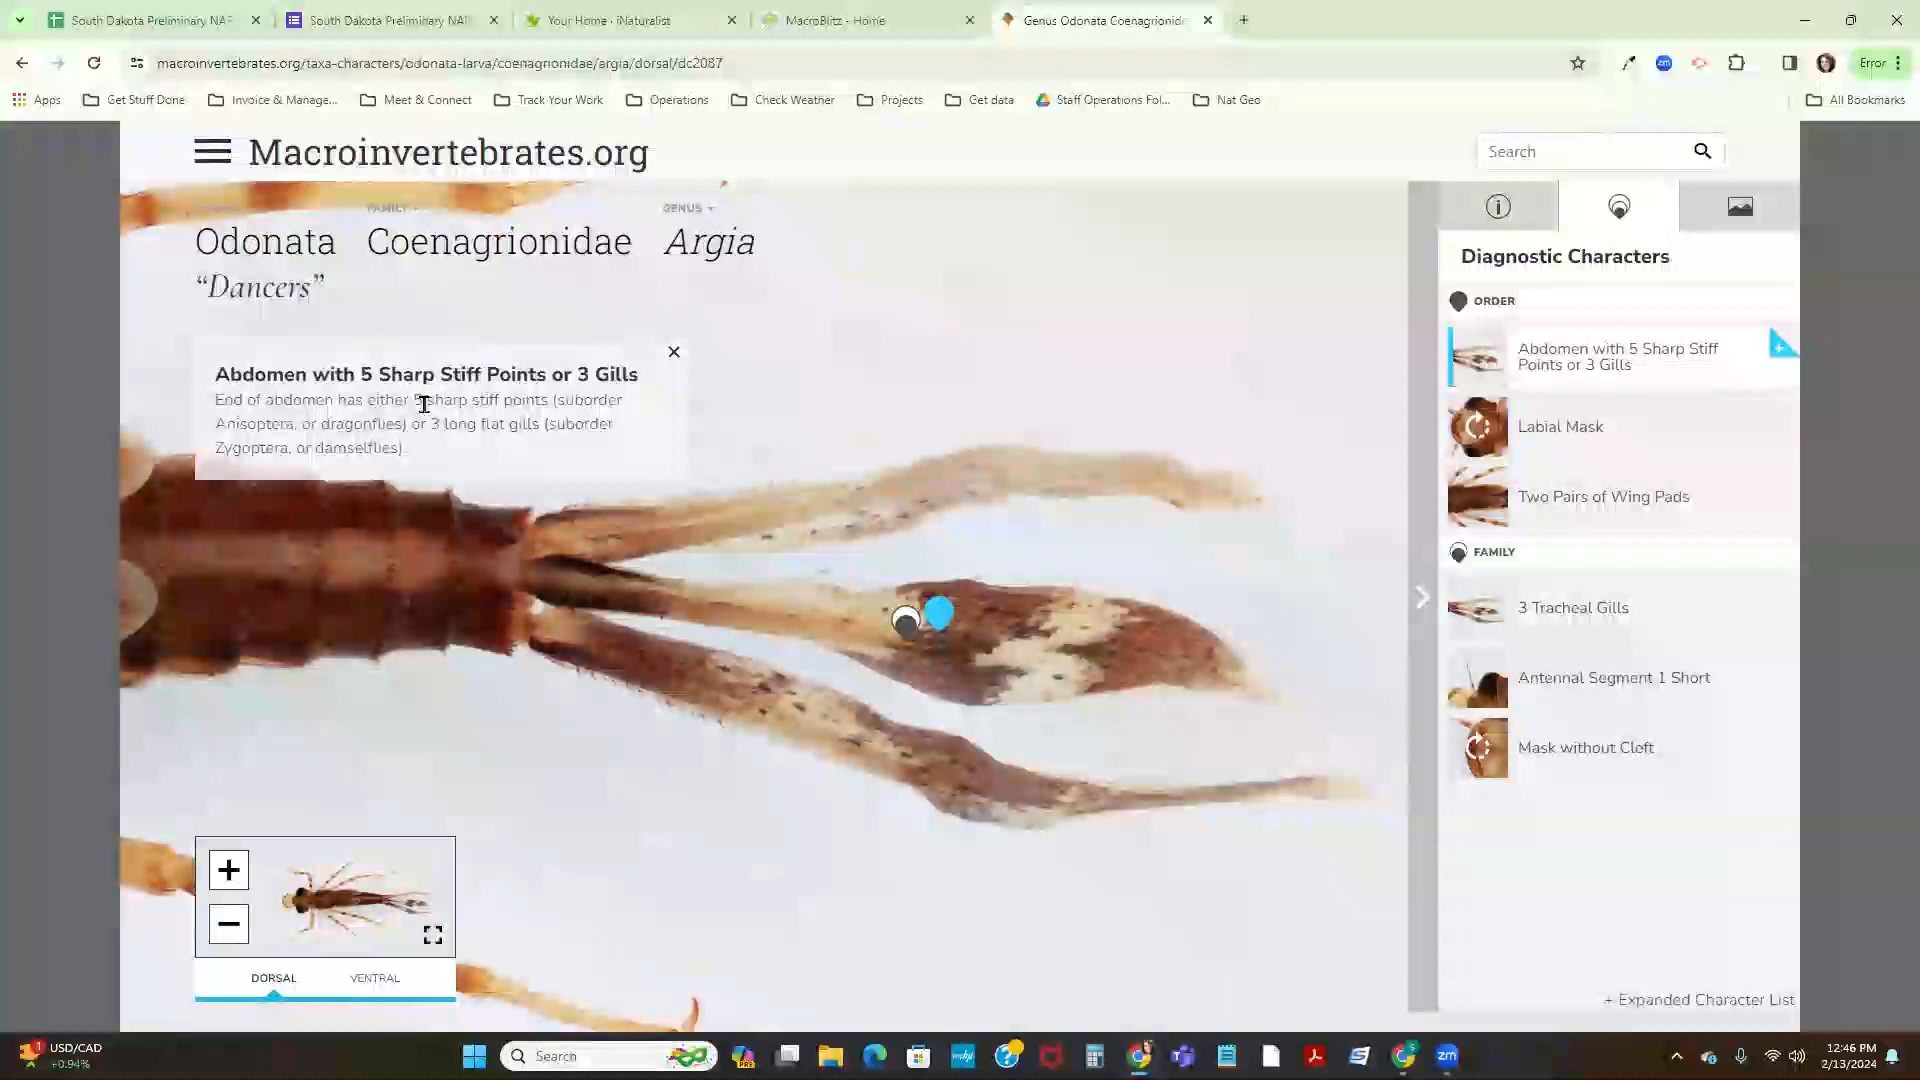 South Dakota Preliminary NAF
South Dakota Preliminary NAT
Your Home · iNaturalist
MacroBlitz - Home
Genus Odonata Coenagrionide
macroinvertebrates.org/taxa-characters/odonata-larva/coenagrionidae/argia/dorsal/dc2087
Error
Apps
Get Stuff Done
Invoice & Manage...
Meet & Connect
Track Your Work
Operations
Check Weather
Projects
Get data
Staff Operations Fol...
Nat Geo
All Bookmarks
Macroinvertebrates.org
Search
FAMILY
GENUS
Odonata Coenagrionidae Argia
“Dancers”
Abdomen with 5 Sharp Stiff Points or 3 Gills
End of abdomen has either 5 sharp stiff points (suborder
Anisoptera, or dragonflies) or 3 long flat gills (suborder
Zygoptera, or damselflies).
DORSAL
VENTRAL
Diagnostic Characters
ORDER
Abdomen with 5 Sharp Stiff
Points or 3 Gills
Labial Mask
Two Pairs of Wing Pads
FAMILY
3 Tracheal Gills
Antennal Segment 1 Short
Mask without Cleft
+ Expanded Character List
1
USD/CAD
+0.94%
Search
PRE
zm
12:46 PM
2/13/2024